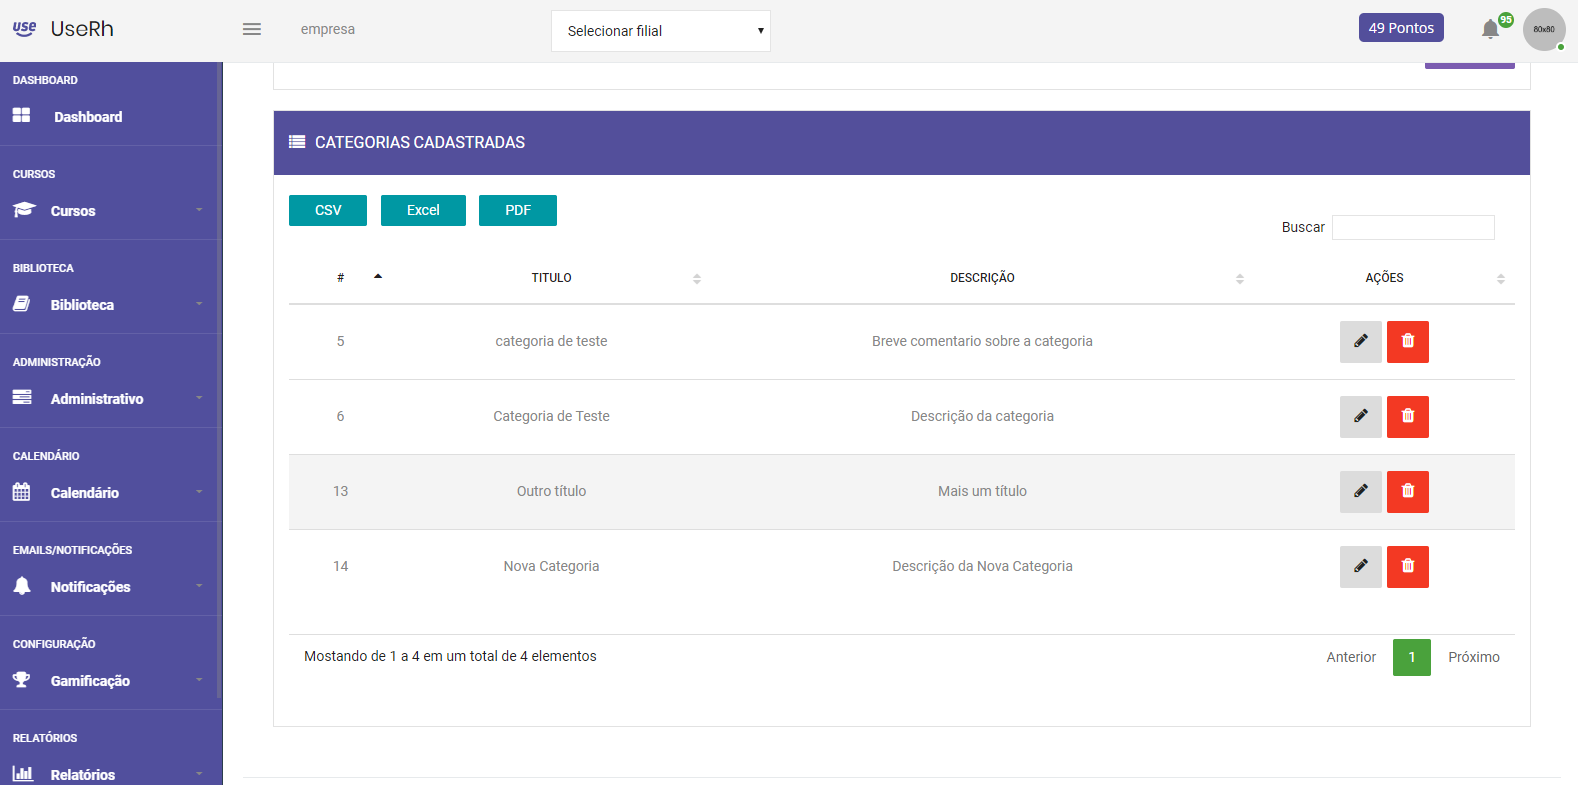 use UseRh
empresa
Selecionar filial
49 Pontos
95
80x80
DASHBOARD
Dashboard
CURSOS
Cursos
BIBLIOTECA
Biblioteca
ADMINISTRAÇÃO
Administrativo
CALENDÁRIO
Calendário
EMAILS/NOTIFICAÇÕES
Notificações
CONFIGURAÇÃO
Gamificação
RELATÓRIOS
Relatórios
CATEGORIAS CADASTRADAS
CSV Excel PDF
Buscar
# TITULO DESCRIÇÃO AÇÕES
5 categoria de teste Breve comentario sobre a categoria
6 Categoria de Teste Descrição da categoria
13 Outro título Mais um título
14 Nova Categoria Descrição da Nova Categoria
Mostando de 1 a 4 em um total de 4 elementos
Anterior 1 Próximo